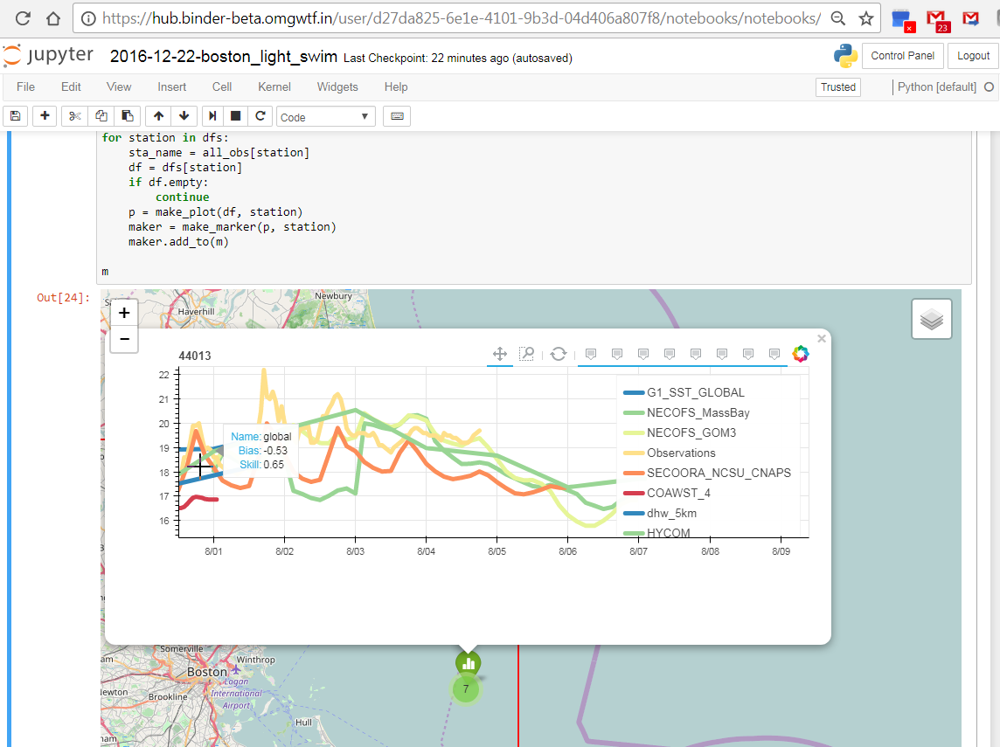 https://hub.binder-beta.omgwtf.in/user/d27da825-6e1e-4101-9b3d-04d406a807f8/notebooks/notebooks/
23
jupyter 2016-12-22-boston_light_swim Last Checkpoint: 22 minutes ago (autosaved)
Control Panel Logout
File Edit View Insert Cell Kernel Widgets Help
Trusted Python [default]
Code
for station in dfs:
sta_name = all_obs[station]
df = dfs[station]
if df.empty:
continue
p = make_plot(df, station)
maker = make_marker(p, station)
maker.add_to(m)
m
Out[24]:
Newbury
Haverhill
+
−
44013
22
21
20
19
18
17
16
Name: global
Bias: -0.53
Skill: 0.65
G1_SST_GLOBAL
NECOFS_MassBay
NECOFS_GOM3
Observations
SECOORA_NCSU_CNAPS
COAWST_4
dhw_5km
HYCOM
8/01 8/02 8/03 8/04 8/05 8/06 8/07 8/08 8/09
Somerville
Winthrop
Boston
Logan
International
Airport
ewton
Brookline
Hull
7